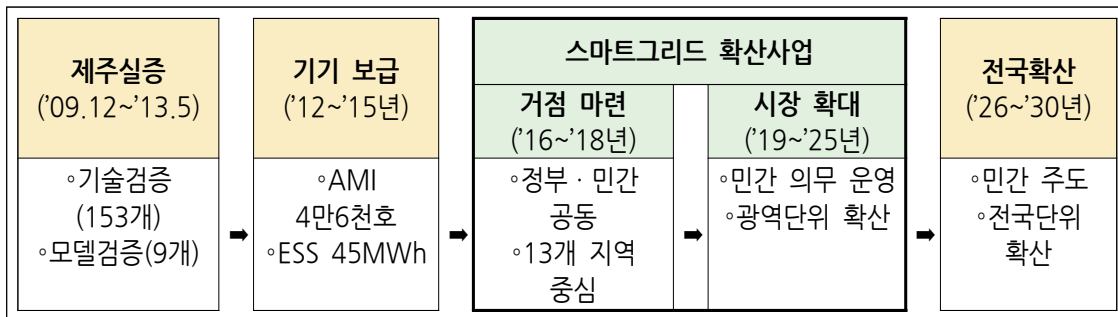 제주실증
('09.12~'13.5)
◦기술검증
(153개)
◦모델검증(9개)
➡
기기 보급
('12~'15년)
◦AMI
4만6천호
◦ESS 45MWh
➡
스마트그리드 확산사업
거점 마련
('16~'18년)
◦정부 · 민간
공동
◦13개 지역
중심
➡
시장 확대
('19~'25년)
◦민간 의무 운영
◦광역단위 확산
➡
전국확산
('26~'30년)
◦민간 주도
◦전국단위
확산